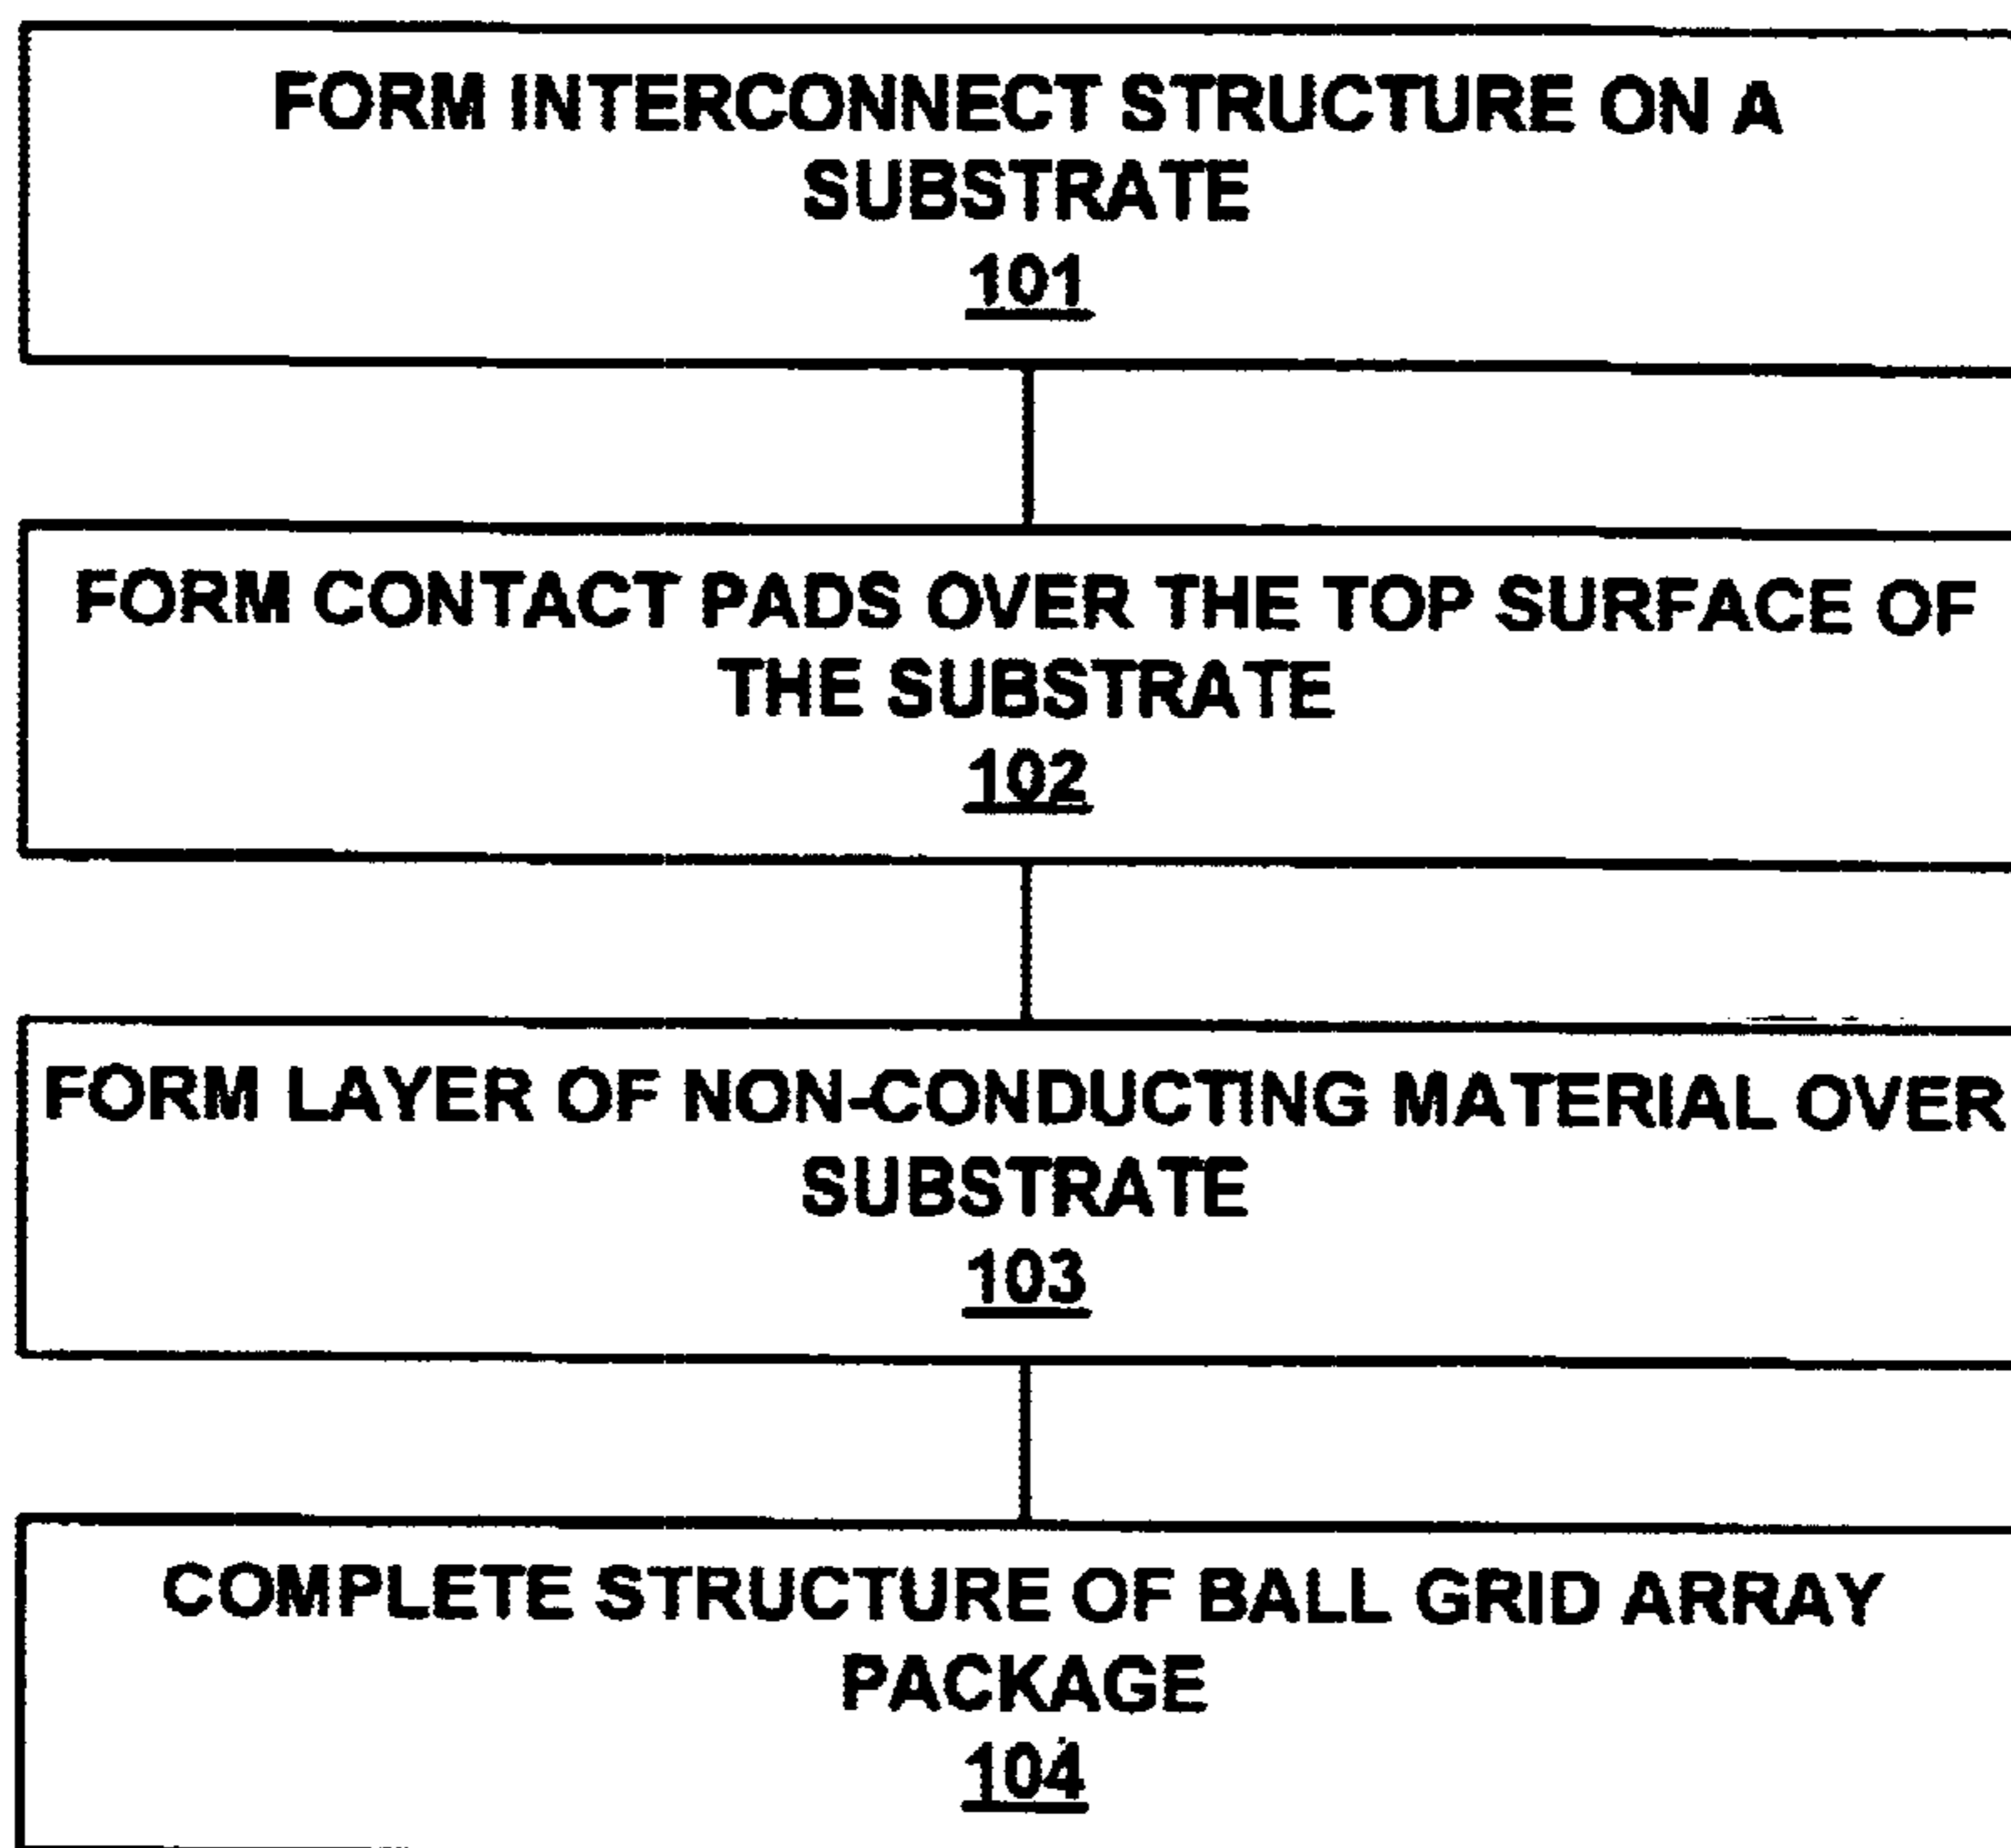 FORM INTERCONNECT STRUCTURE ON A
SUBSTRATE
101
FORM CONTACT PADS OVER THE TOP SURFACE OF
THE SUBSTRATE
102
FORM LAYER OF NON-CONDUCTING MATERIAL OVER
SUBSTRATE
103
COMPLETE STRUCTURE OF BALL GRID ARRAY
PACKAGE
104